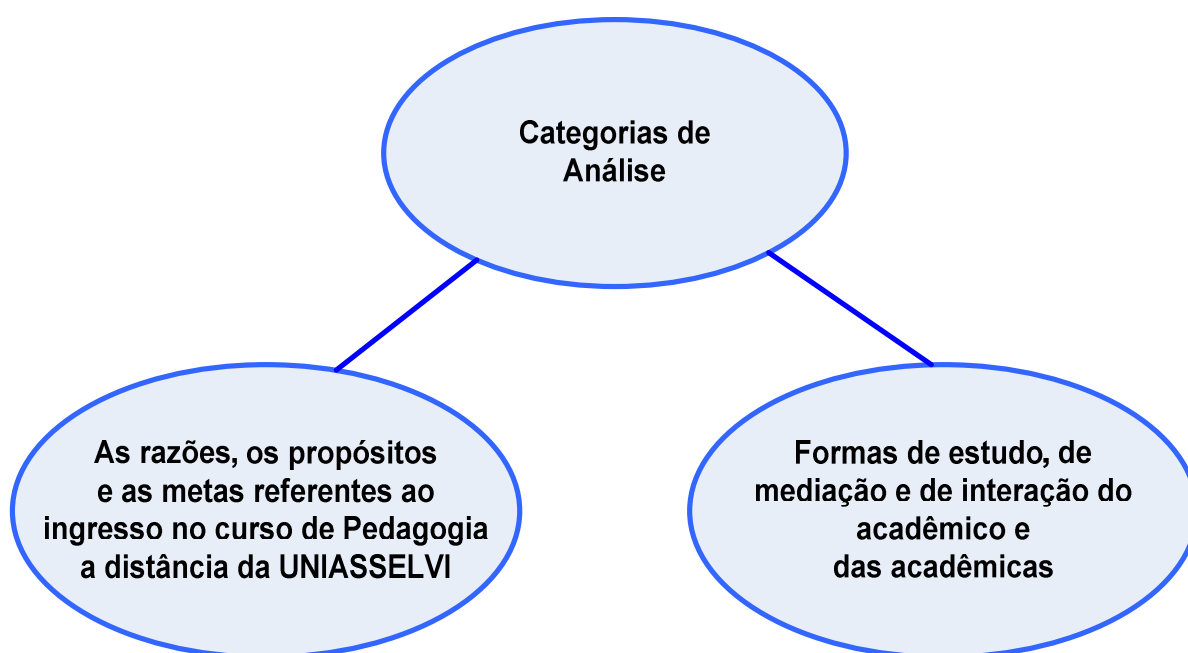 Categorias de
Análise
As razões, os propósitos
e as metas referentes ao
ingresso no curso de Pedagogia
a distância da UNIASSELVI
Formas de estudo, de
mediação e de interação do
acadêmico e
das acadêmicas